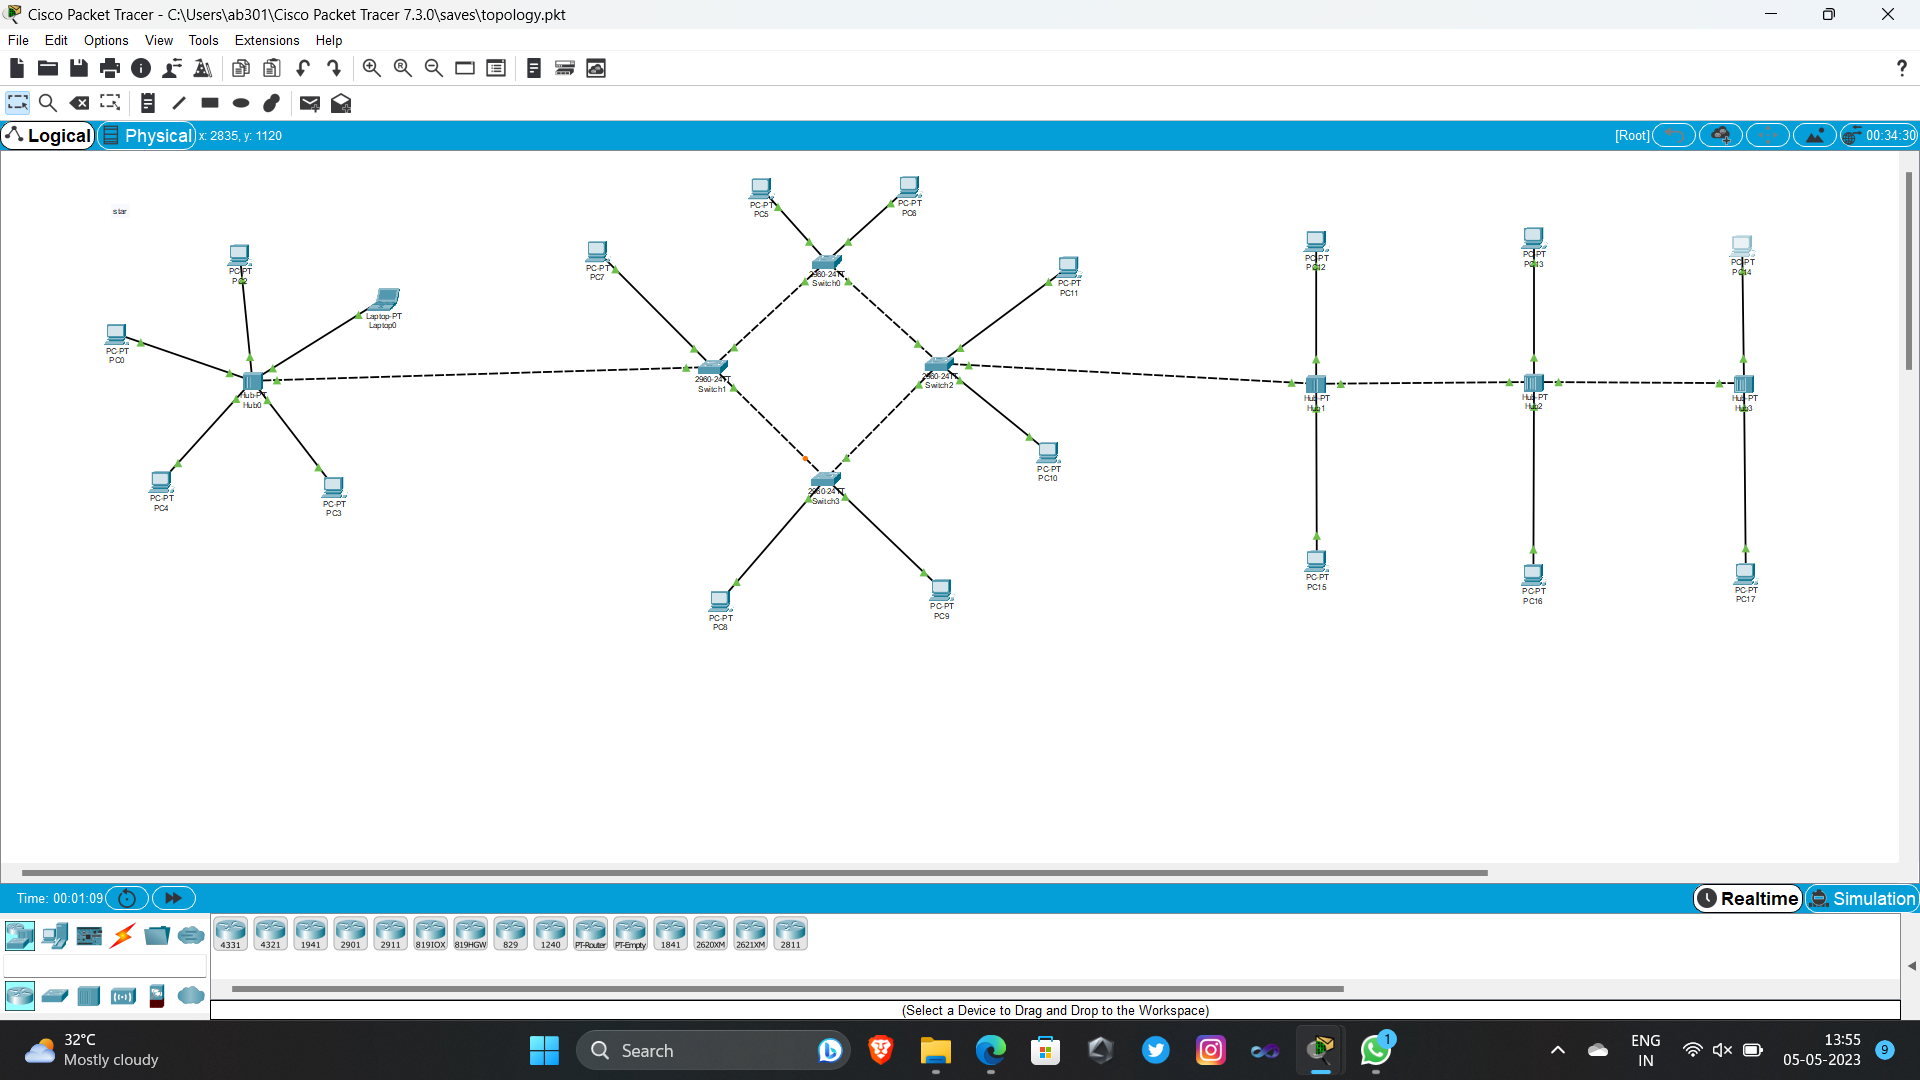 Cisco Packet Tracer - C:\Users\ab301\Cisco Packet Tracer 7.3.0\saves\topology.pkt
File Edit Options View Tools Extensions Help
?
Logical Physical x: 2835, y: 1120 [Root] 00:34:30
star
PC-PT
PC2
Laptop-PT
Laptop0
PC-PT
PC0
Hub-PT
Hub0
PC-PT
PC4
PC-PT
PC3
PC-PT
PC5
PC-PT
PC6
PC-PT
PC7
2960-24TT
Switch0
PC-PT
PC11
2960-24TT
Switch1
2960-24TT
Switch2
PC-PT
PC10
2960-24TT
Switch3
PC-PT
PC8
PC-PT
PC9
PC-PT
PC12
PC-PT
PC13
PC-PT
PC14
Hub-PT
Hub1
Hub-PT
Hub2
Hub-PT
Hub3
PC-PT
PC15
PC-PT
PC16
PC-PT
PC17
Time: 00:01:09 Realtime Simulation
4331 4321 1941 2901 2911 819IOX 819HGW 829 1240 PT-Router PT-Empty 1841 2620XM 2621XM 2811
(Select a Device to Drag and Drop to the Workspace)
32°C
Mostly cloudy
Search
1
ENG
IN
13:55
05-05-2023
9